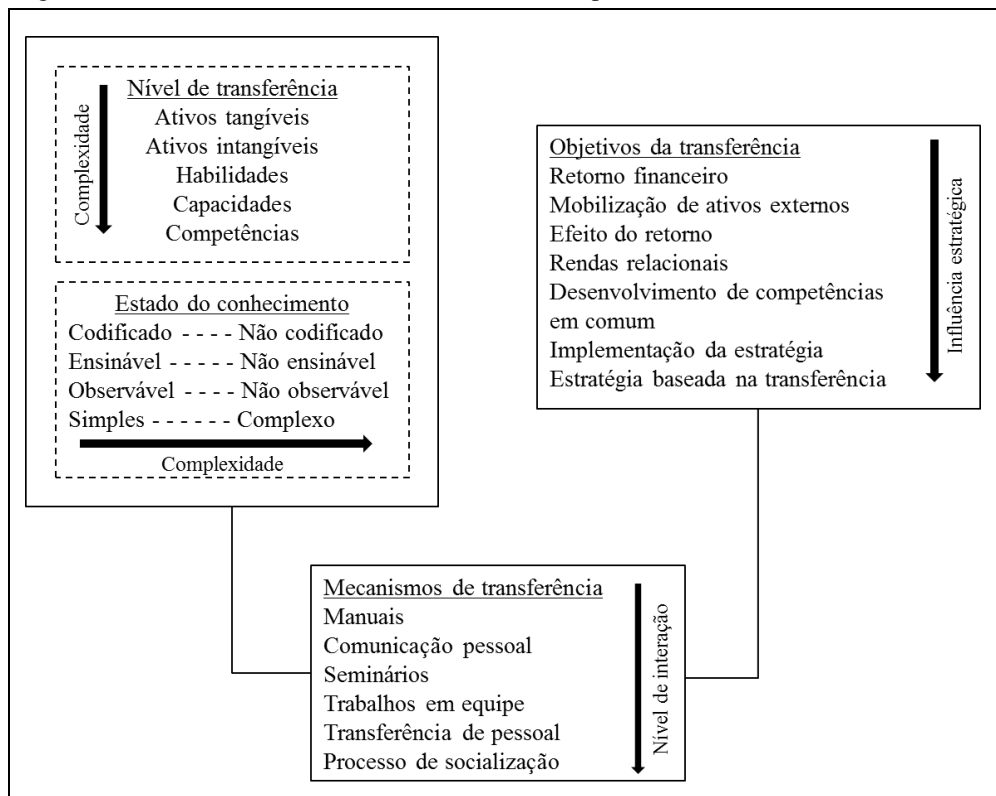 Complexidade
Nível de transferência
Ativos tangíveis
Ativos intangíveis
Habilidades
Capacidades
Competências
Estado do conhecimento
Codificado - - - - Não codificado
Ensinável - - - - - Não ensinável
Observável - - - - Não observável
Simples - - - - - - Complexo
Complexidade
Objetivos da transferência
Retorno financeiro
Mobilização de ativos externos
Efeito do retorno
Rendas relacionais
Desenvolvimento de competências
em comum
Implementação da estratégia
Estratégia baseada na transferência
Influência estratégica
Mecanismos de transferência
Manuais
Comunicação pessoal
Seminários
Trabalhos em equipe
Transferência de pessoal
Processo de socialização
Nível de interação